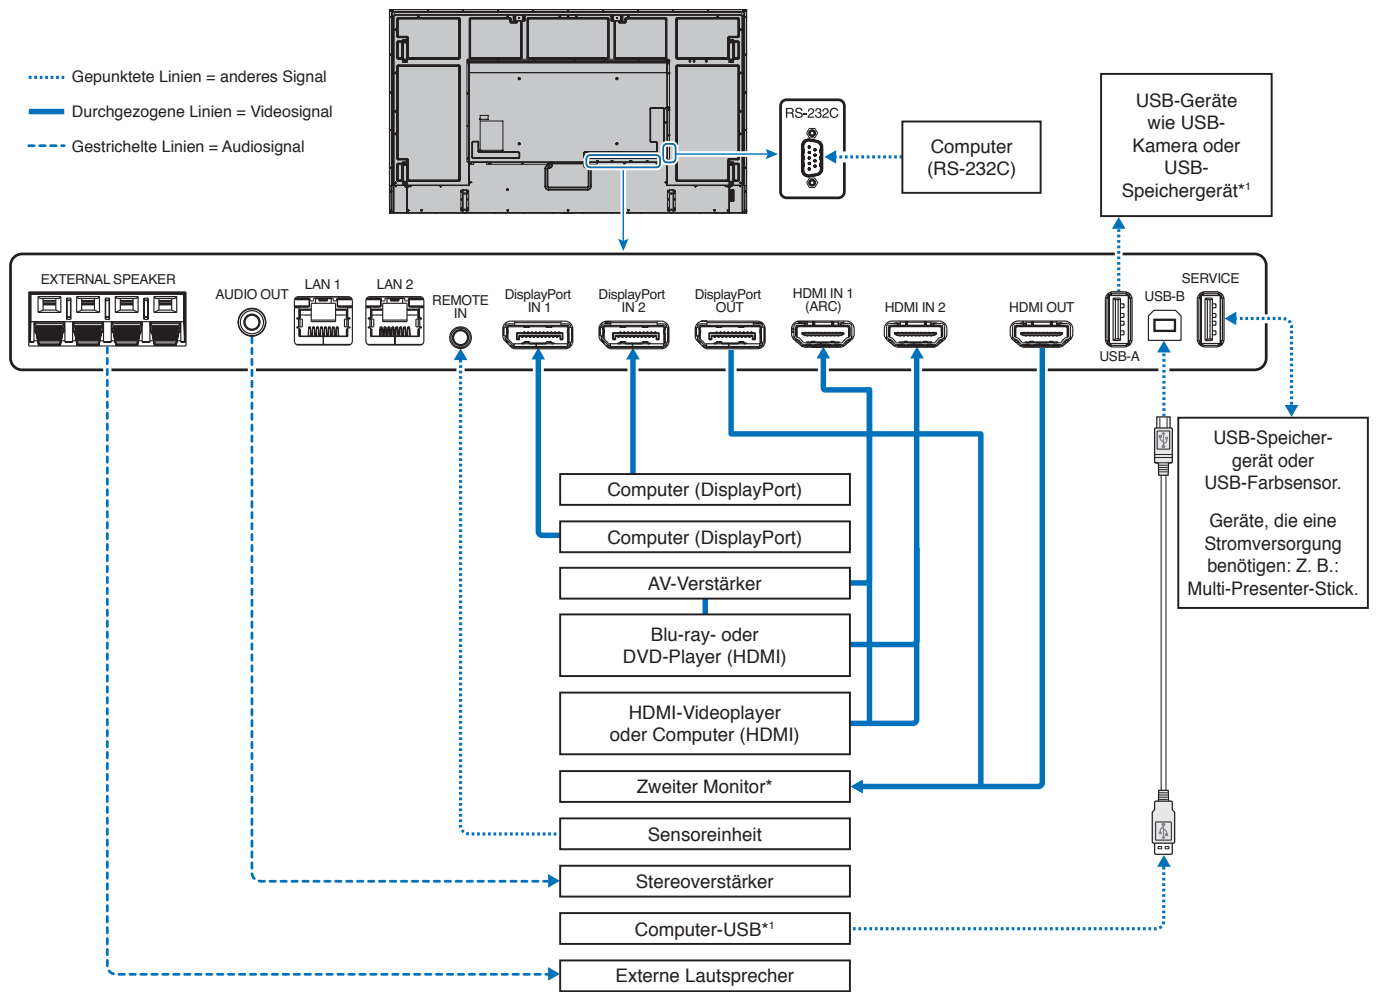 Gepunktete Linien = anderes Signal
Durchgezogene Linien = Videosignal
Gestrichelte Linien = Audiosignal
RS-232C
Computer
(RS-232C)
USB-Geräte
wie USB-
Kamera oder
USB-
Speichergerät*1
EXTERNAL SPEAKER
AUDIO OUT
LAN 1
LAN 2
REMOTE
IN
DisplayPort
IN 1
DisplayPort
IN 2
DisplayPort
OUT
HDMI IN 1
(ARC)
HDMI IN 2
HDMI OUT
USB-A
USB-B
SERVICE
USB-Speicher-
gerät oder
USB-Farbsensor.
Geräte, die eine
Stromversorgung
benötigen: Z. B.:
Multi-Presenter-Stick.
Computer (DisplayPort)
Computer (DisplayPort)
AV-Verstärker
Blu-ray- oder
DVD-Player (HDMI)
HDMI-Videoplayer
oder Computer (HDMI)
Zweiter Monitor*
Sensoreinheit
Stereoverstärker
Computer-USB*1
Externe Lautsprecher